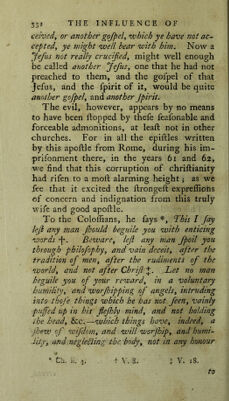 332 THE INFLUENCE OF
ceived, or another goſpel, which ye have not ac-
cepted, ye might well bear with him. Now a
Jeſus not really crucified, might well enough
be called another Jeſus, one that he had not
preached to them, and the goſpel of that
Jeſus, and the ſpirit of it, would be quite
another goſpel, and another ſpirit.
The evil, however, appears by no means
to have been ſtopped by theſe ſeaſonable and
forceable admonitions, at leaſt not in other
churches. For in all the epiſtles written
by this apoſtle from Rome, during his im-
priſonment there, in the years 61 and 62,
we find that this corruption of chriſtianity
had riſen to a moſt alarming height; as we
ſee that it excited the ſtrongeſt expreſſions
of concern and indignation from this truly
wiſe and good apoſtle.
To the Coloſſians, he ſays *, This I ſay
leſt any man ſhould beguile you with enticing
words †. Beware, leſt any man ſpoil you
through philoſophy, and vain deceit, after the
tradition of men, after the rudiments of the
world, and not after Chriſt ‡. Let no man
beguile you of your reward, in a voluntary
humility, and worſhipping of angels, intruding
into thoſe things which he has not ſeen, vainly
puffed up in his fleſhly mind, and not holding
the head, &c.—which things have, indeed, a
ſhew of wiſdom, and will worſhip, and humi-
lity, and neglecting the body, not in any honour
* Ch. ii. 4. † V. 8. ‡ V. 18.
to